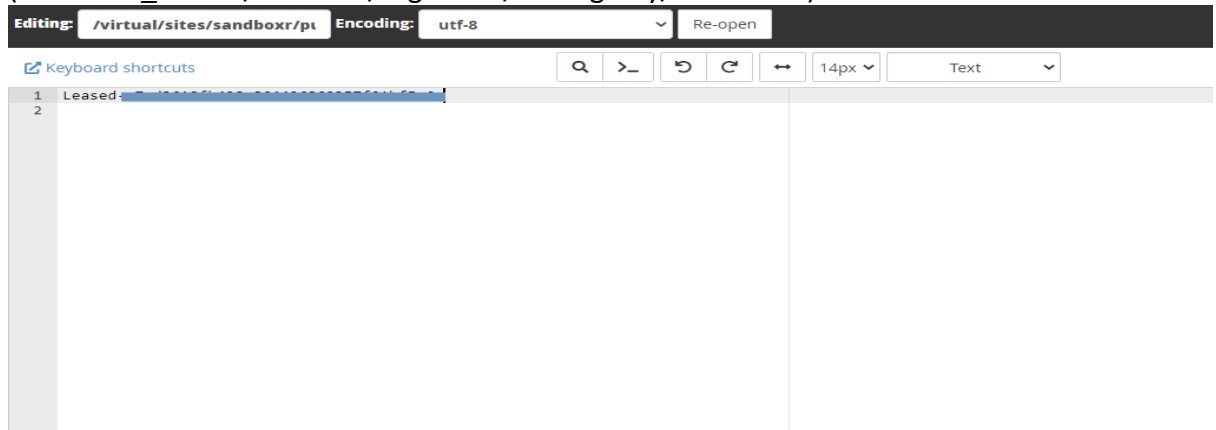 Editing: /virtual/sites/sandboxr/pu Encoding: utf-8 Re-open
Keyboard shortcuts >_ 14px Text
1 Leased-
2